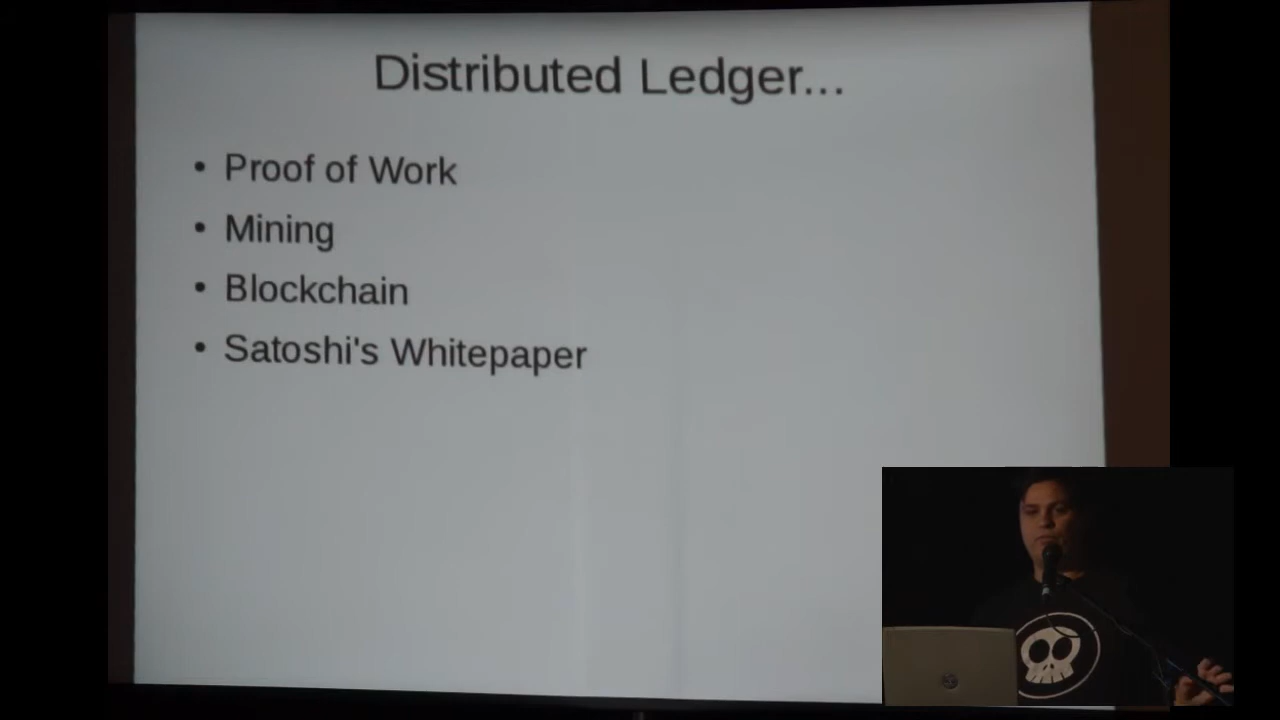 Distributed Ledger...
• Proof of Work
• Mining
• Blockchain
• Satoshi's Whitepaper